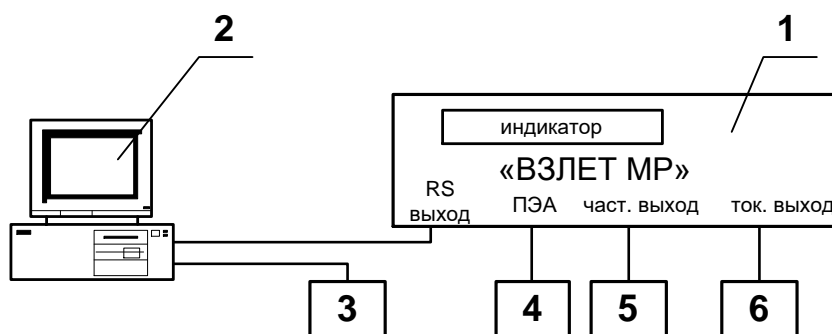 2
1
индикатор
«ВЗЛЕТ МР»
RS
выход
ПЭА
част. выход
ток. выход
3
4
5
6